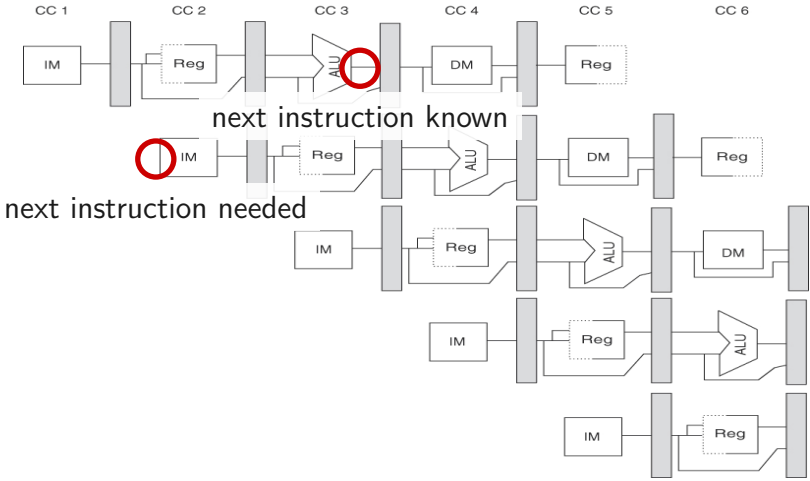 CC 1 CC 2 CC 3 CC 4 CC 5 CC 6
IM Reg ALU DM Reg
next instruction known
IM Reg ALU DM Reg
next instruction needed
IM Reg ALU DM
IM Reg ALU
IM Reg